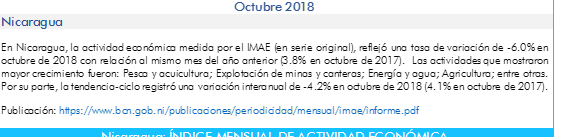 Octubre 2018
Nicaragua
En Nicaragua, la actividad económica medida por el IMAE (en serie original), reflejó una tasa de variación de -6.0% en
octubre de 2018 con relación al mismo mes del año anterior (3.8% en octubre de 2017). Las actividades que mostraron
mayor crecimiento fueron: Pesca y acuicultura; Explotación de minas y canteras; Energía y agua; Agricultura; entre otras.
Por su parte, la tendencia-ciclo registró una variación interanual de -4.2% en octubre de 2018 (4.1% en octubre de 2017).
Publicación: https://www.bcn.gob.ni/publicaciones/periodicidad/mensual/imae/informe.pdf
Nicaragua: ÍNDICE MENSUAL DE ACTIVIDAD ECONÓMICA